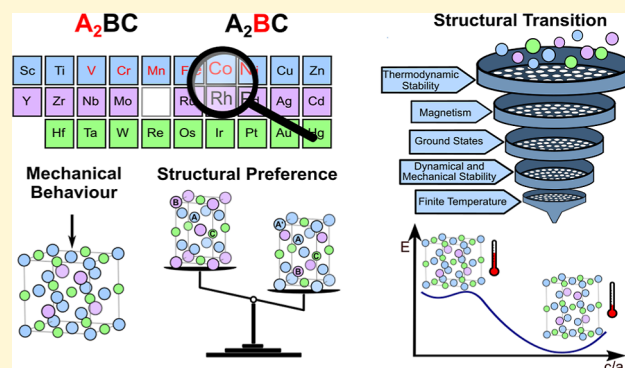 A₂BC A₂BC
Sc Ti V Cr Mn Fe Co Ni Cu Zn
Y Zr Nb Mo Ru Rh Ag Cd
Hf Ta W Re Os Ir Pt Au Hg
Mechanical
Behaviour
Structural Preference
B
A
C
A'
A
C
B
Structural Transition
Thermodynamic
Stability
Magnetism
Ground States
Dynamical and
Mechanical Stability
Finite Temperature
E
c/a